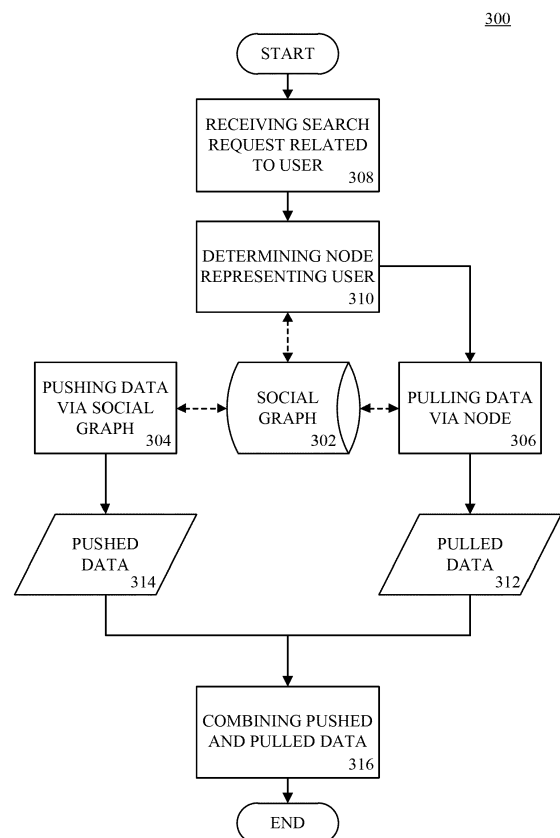 300
START
RECEIVING SEARCH
REQUEST RELATED
TO USER
308
DETERMINING NODE
REPRESENTING USER
310
PUSHING DATA
VIA SOCIAL
GRAPH
304
SOCIAL
GRAPH
302
PULLING DATA
VIA NODE
306
PUSHED
DATA
314
PULLED
DATA
312
COMBINING PUSHED
AND PULLED DATA
316
END